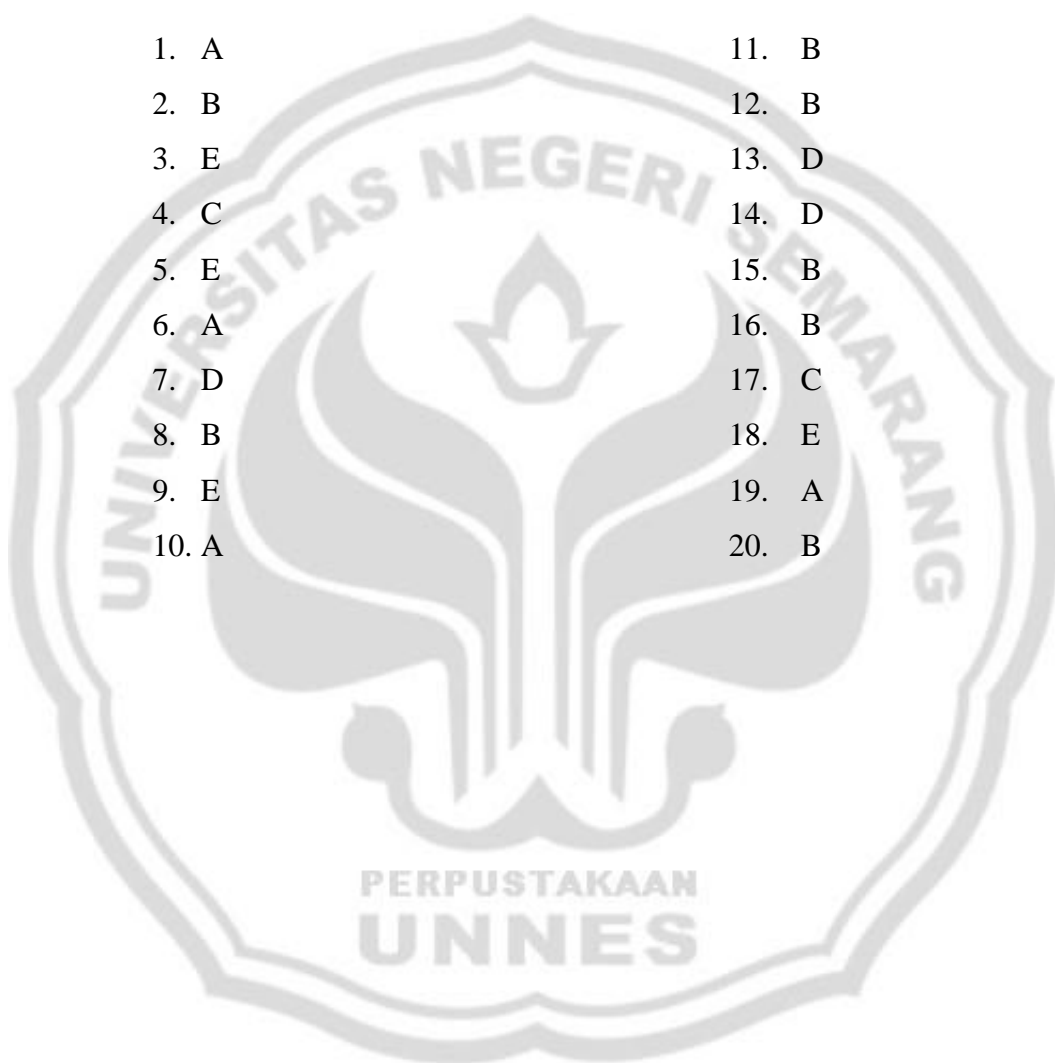 1. A
2. B
3. E
4. C
5. E
6. A
7. D
8. B
9. E
10. A
11. B
12. B
13. D
14. D
15. B
16. B
17. C
18. E
19. A
20. B
UNIVERSITAS NEGERI SEMARANG
PERPUSTAKAAN
UNNES